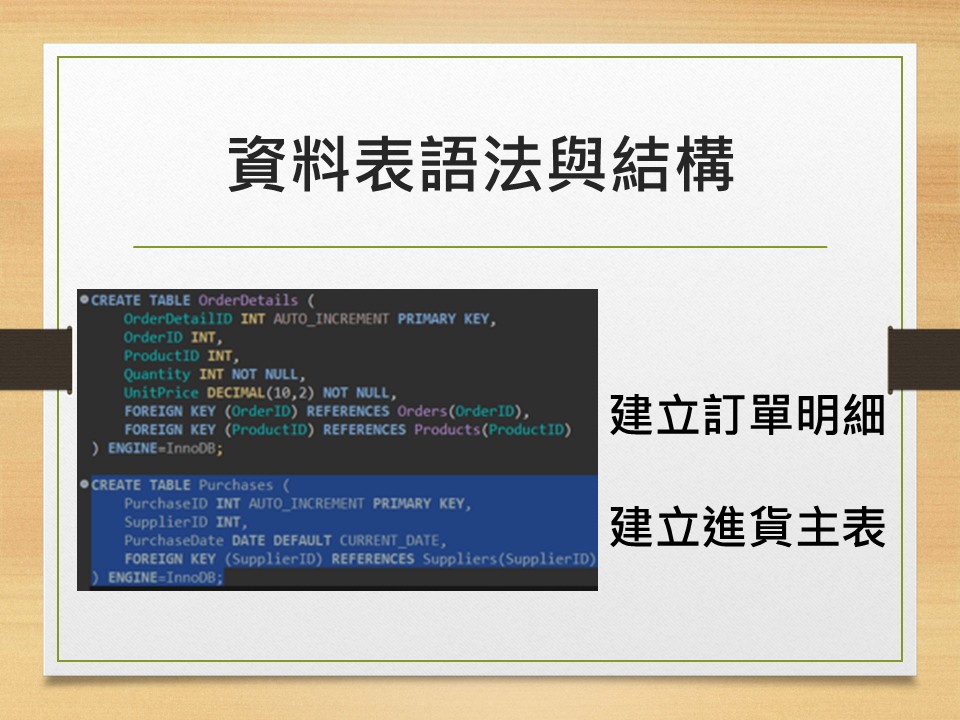 資料表語法與結構
CREATE TABLE OrderDetails (
OrderDetailID INT AUTO_INCREMENT PRIMARY KEY,
OrderID INT,
ProductID INT,
Quantity INT NOT NULL,
UnitPrice DECIMAL(10,2) NOT NULL,
FOREIGN KEY (OrderID) REFERENCES Orders(OrderID),
FOREIGN KEY (ProductID) REFERENCES Products(ProductID)
) ENGINE=InnoDB;
建立訂單明細
CREATE TABLE Purchases (
PurchaseID INT AUTO_INCREMENT PRIMARY KEY,
SupplierID INT,
PurchaseDate DATE DEFAULT CURRENT_DATE,
FOREIGN KEY (SupplierID) REFERENCES Suppliers(SupplierID)
) ENGINE=InnoDB;
建立進貨主表